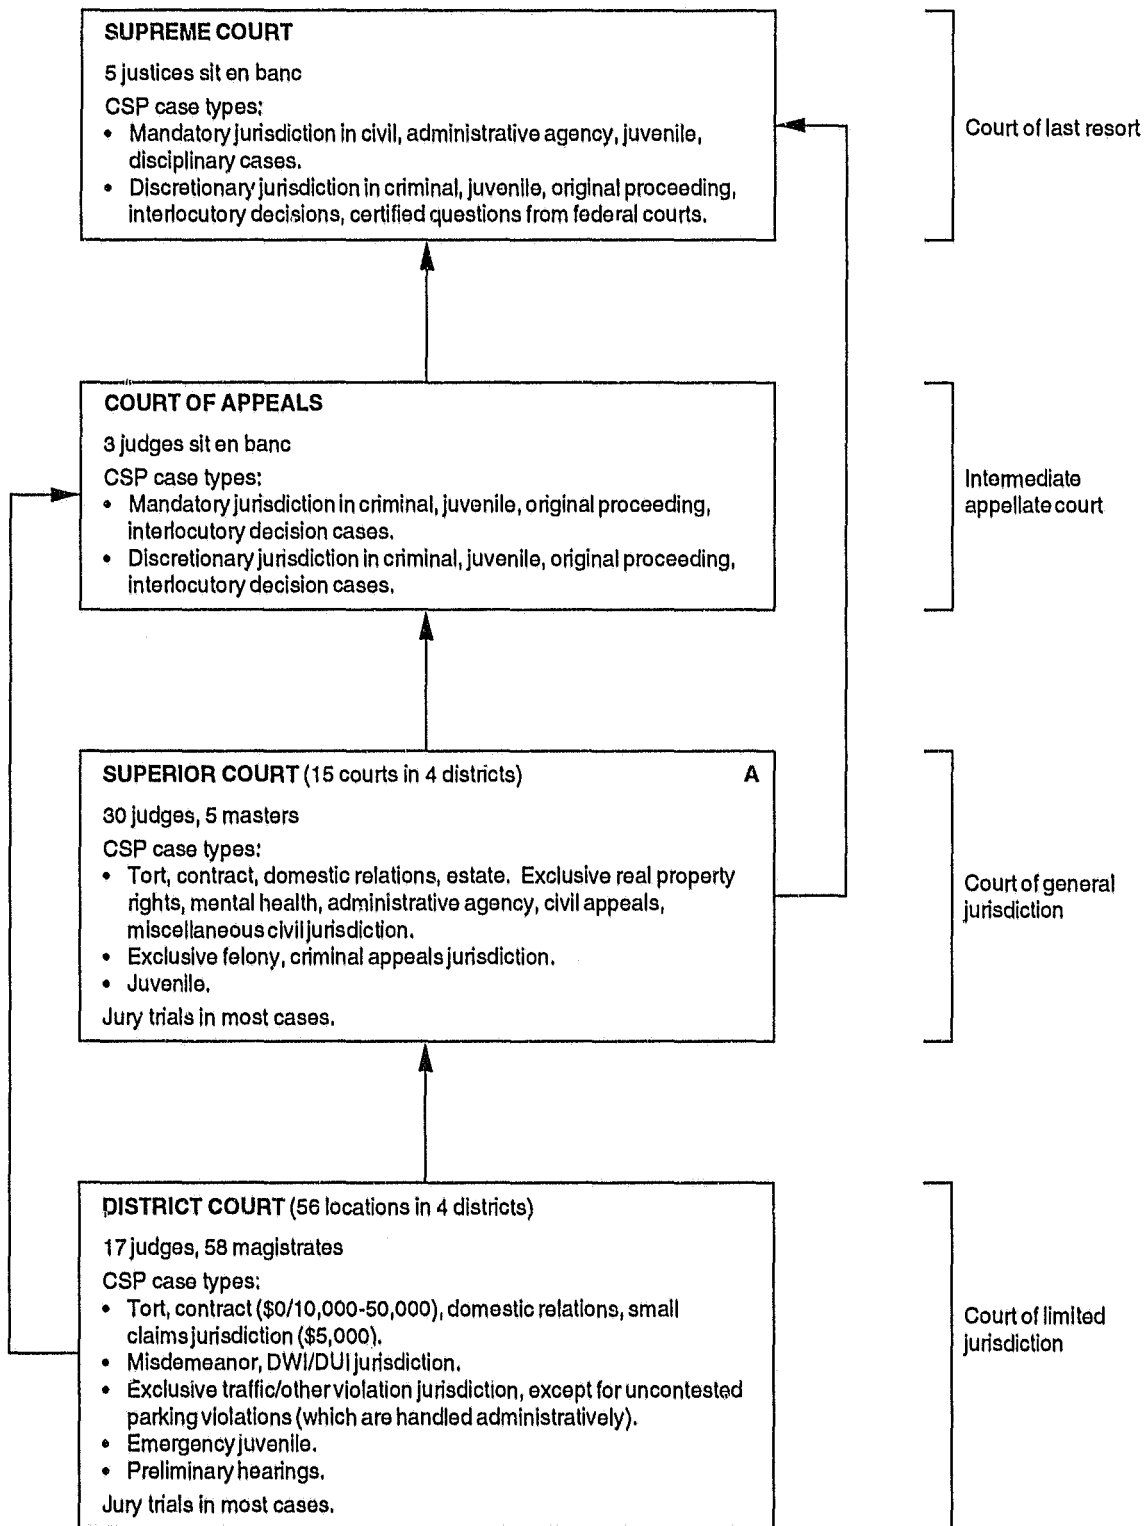 SUPREME COURT
5 justices sit en banc
CSP case types:
• Mandatory jurisdiction in civil, administrative agency, juvenile,
disciplinary cases.
• Discretionary jurisdiction in criminal, juvenile, original proceeding,
interlocutory decisions, certified questions from federal courts.
Court of last resort
COURT OF APPEALS
3 judges sit en banc
CSP case types:
• Mandatory jurisdiction in criminal, juvenile, original proceeding,
interlocutory decision cases.
• Discretionary jurisdiction in criminal, juvenile, original proceeding,
interlocutory decision cases.
Intermediate
appellate court
SUPERIOR COURT (15 courts in 4 districts) A
30 judges, 5 masters
CSP case types:
• Tort, contract, domestic relations, estate. Exclusive real property
rights, mental health, administrative agency, civil appeals,
miscellaneous civil jurisdiction.
• Exclusive felony, criminal appeals jurisdiction.
• Juvenile.
Jury trials in most cases.
Court of general
jurisdiction
DISTRICT COURT (56 locations in 4 districts)
17 judges, 58 magistrates
CSP case types:
• Tort, contract ($0/10,000-50,000), domestic relations, small
claims jurisdiction ($5,000).
• Misdemeanor, DWI/DUI jurisdiction.
• Exclusive traffic/other violation jurisdiction, except for uncontested
parking violations (which are handled administratively).
• Emergency juvenile.
• Preliminary hearings.
Jury trials in most cases.
Court of limited
jurisdiction